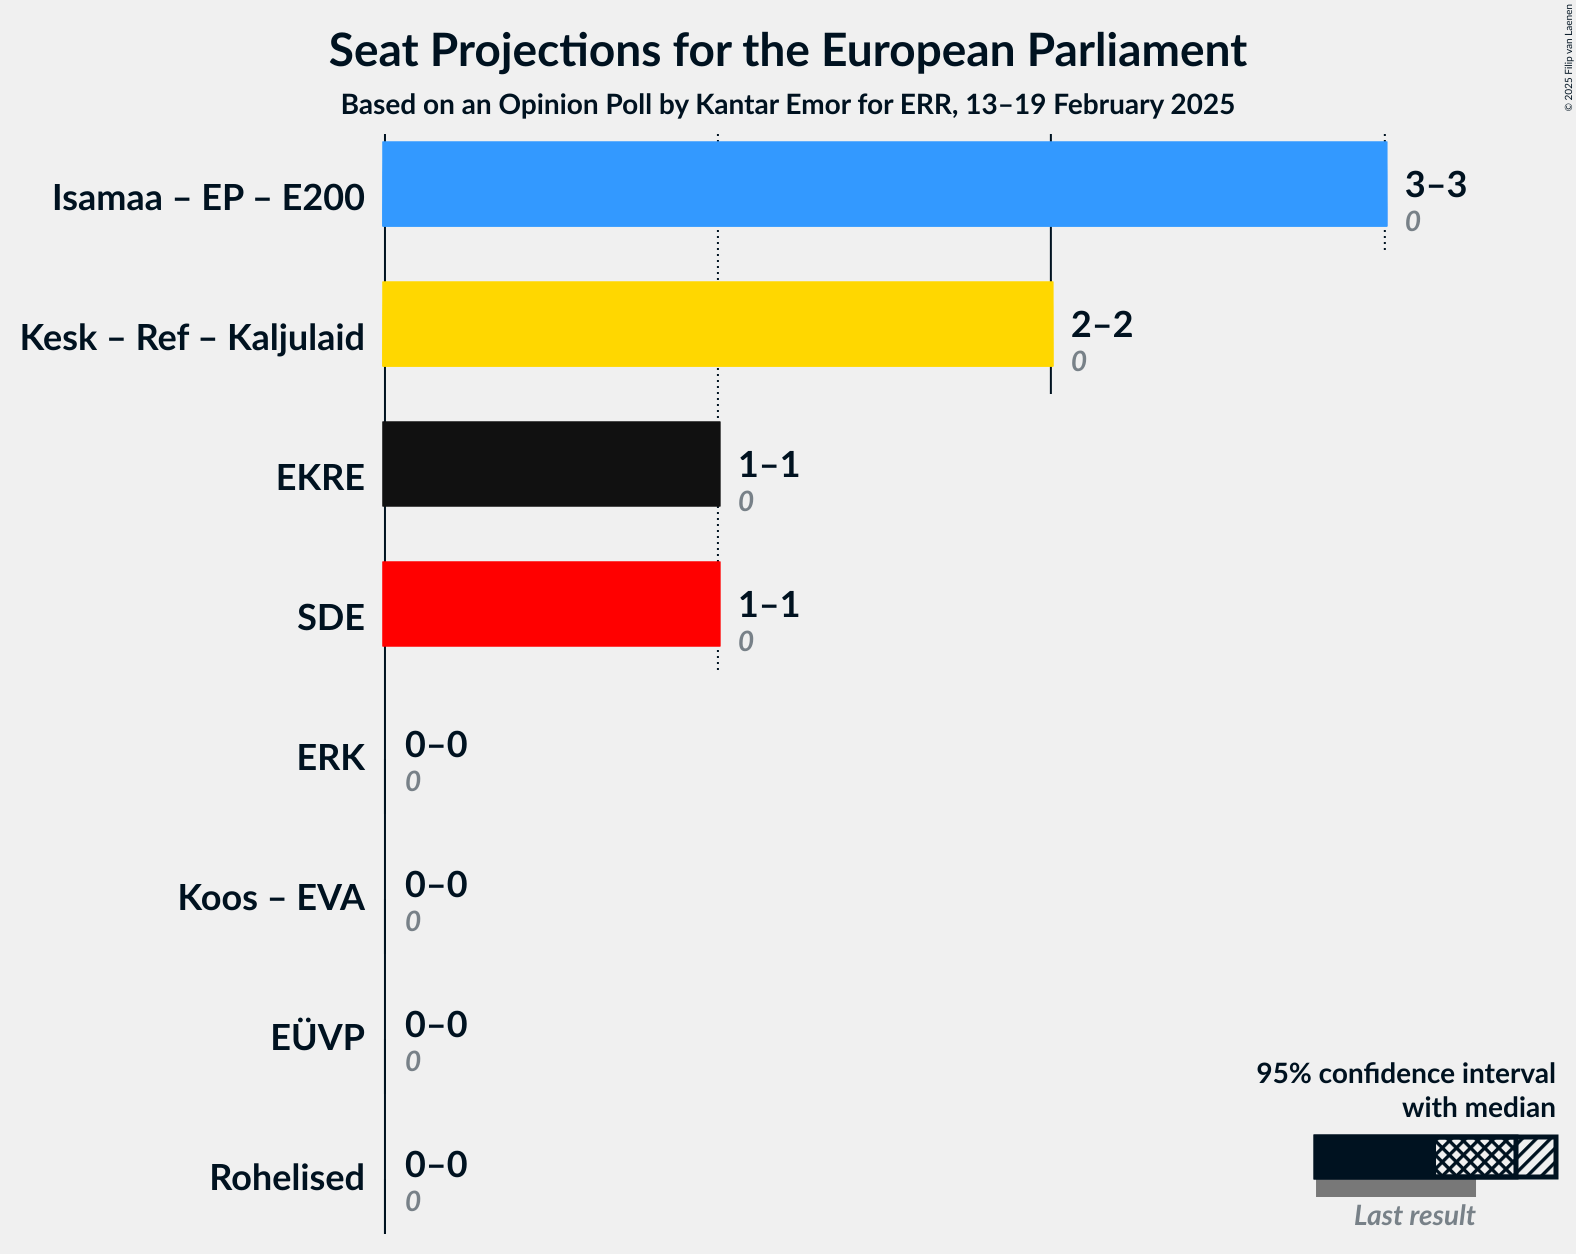 Seat Projections for the European Parliament
Based on an Opinion Poll by Kantar Emor for ERR, 13–19 February 2025
© 2025 Filip van Laenen
Isamaa – EP – E200
3–3
0
Kesk – Ref – Kaljulaid
2–2
0
EKRE
1–1
0
SDE
1–1
0
ERK
0–0
0
Koos – EVA
0–0
0
EÜVP
0–0
0
Rohelised
0–0
0
95% confidence interval
with median
Last result